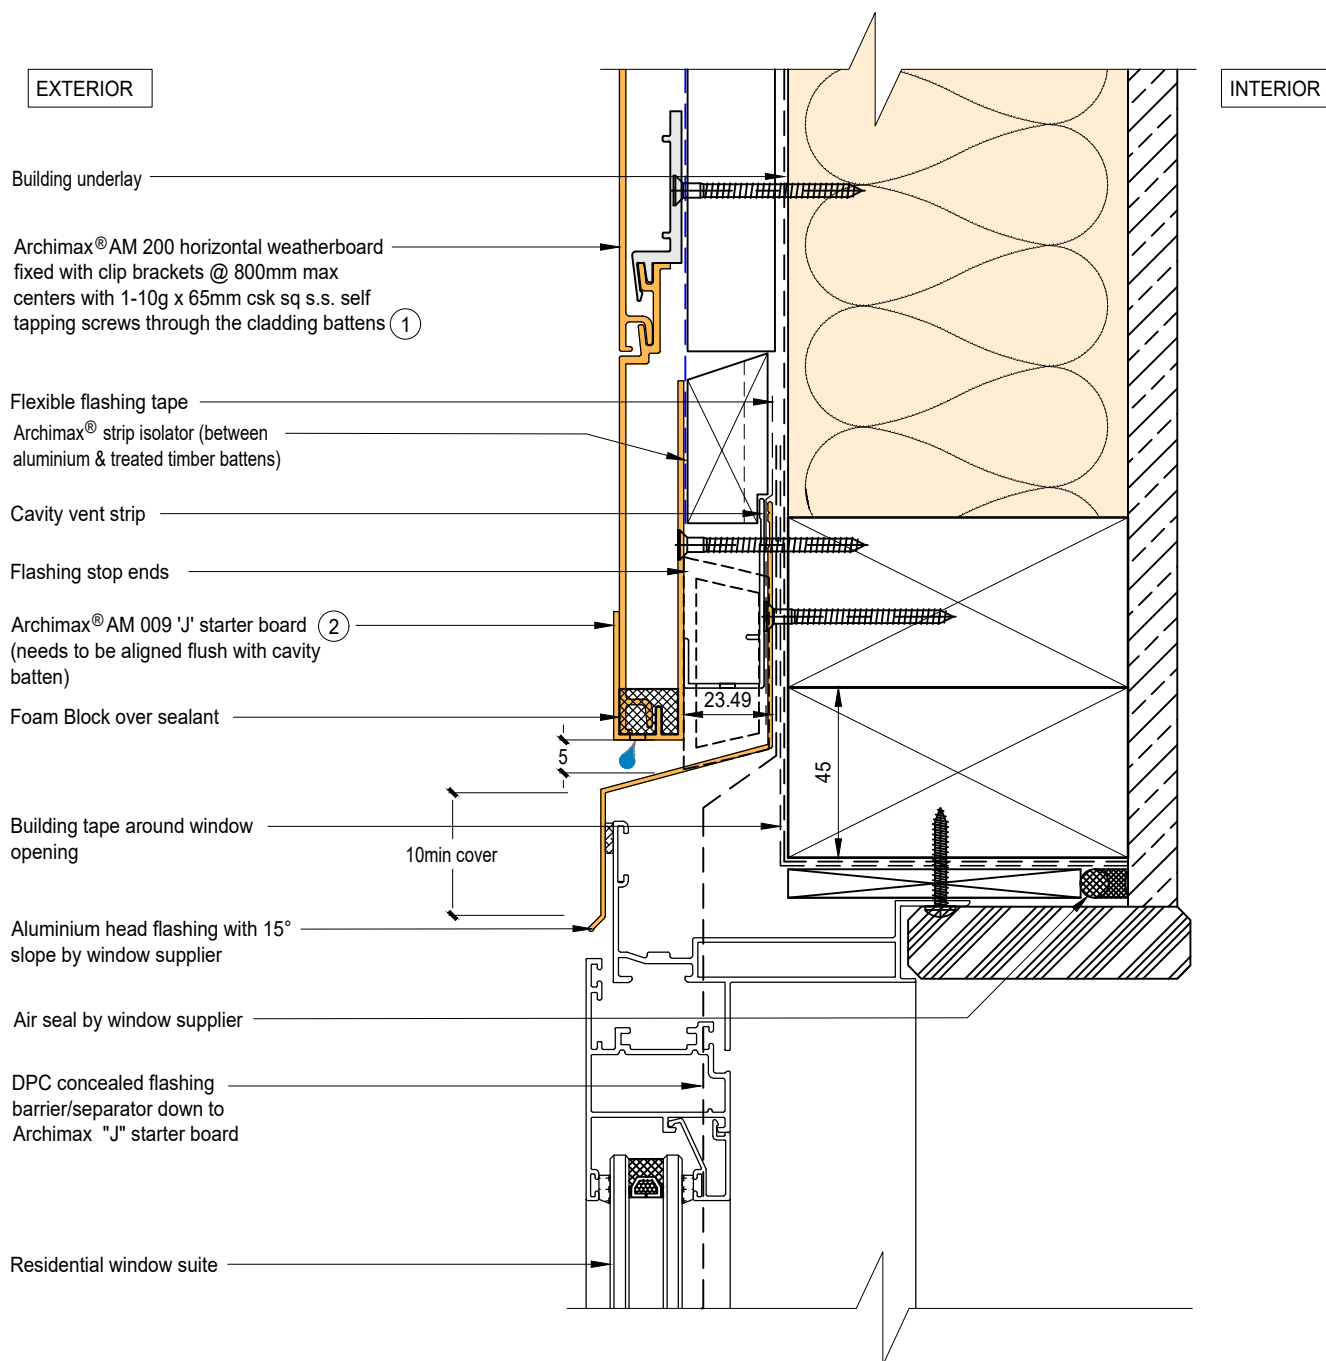 EXTERIOR
INTERIOR
Building underlay
Archimax® AM 200 horizontal weatherboard
fixed with clip brackets @ 800mm max
centers with 1-10g x 65mm csk sq s.s. self
tapping screws through the cladding battens 1
Flexible flashing tape
Archimax® strip isolator (between
aluminium & treated timber battens)
Cavity vent strip
Flashing stop ends
Archimax® AM 009 'J' starter board 2
(needs to be aligned flush with cavity
batten)
Foam Block over sealant
23.49
5
45
Building tape around window
opening
10min cover
Aluminium head flashing with 15°
slope by window supplier
Air seal by window supplier
DPC concealed flashing
barrier/separator down to
Archimax "J" starter board
Residential window suite